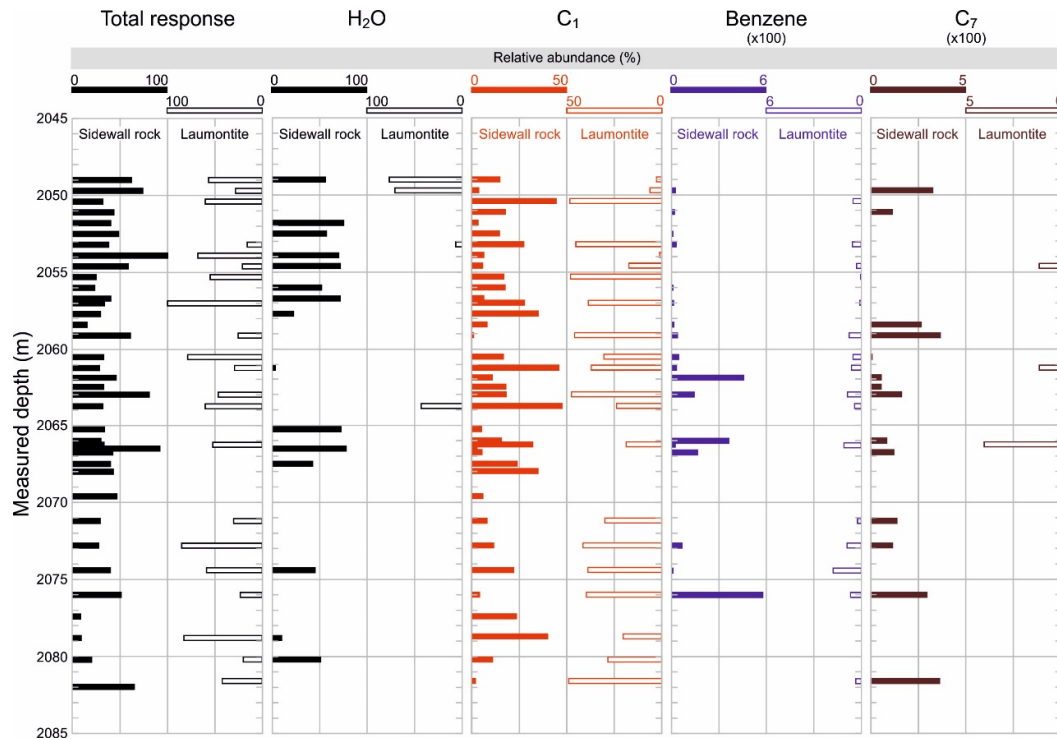 Total response H₂O C₁ Benzene C₇
(x100) (x100)
Relative abundance (%)
0 100 0 100 0 50 0 6 0 5
100 0 100 0 50 0 6 0 5
Sidewall rock Laumontite Sidewall rock Laumontite Sidewall rock Laumontite Sidewall rock Laumontite Sidewall rock Laumontite
Measured depth (m)
2045
2050
2055
2060
2065
2070
2075
2080
2085